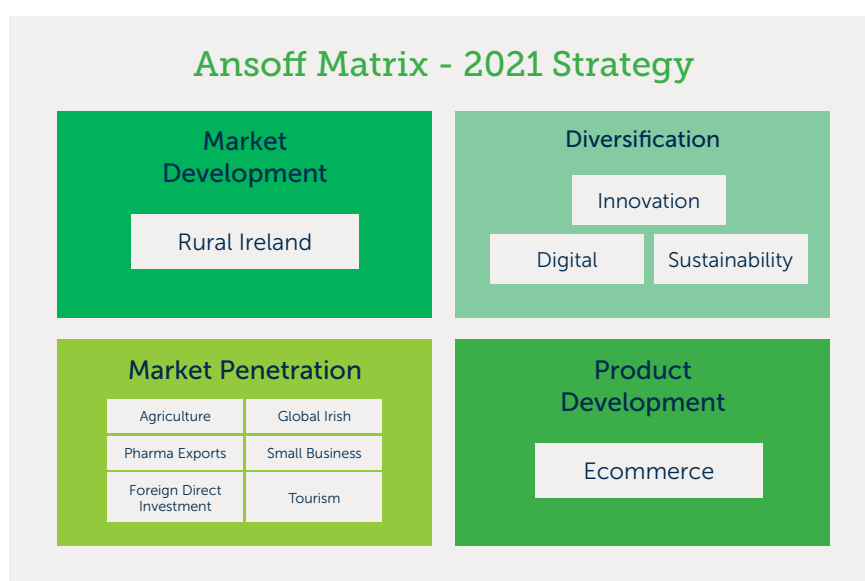 Ansoff Matrix - 2021 Strategy
Market
Development
Rural Ireland
Diversification
Innovation
Digital
Sustainability
Market Penetration
Agriculture
Global Irish
Pharma Exports
Small Business
Foreign Direct
Investment
Tourism
Product
Development
Ecommerce